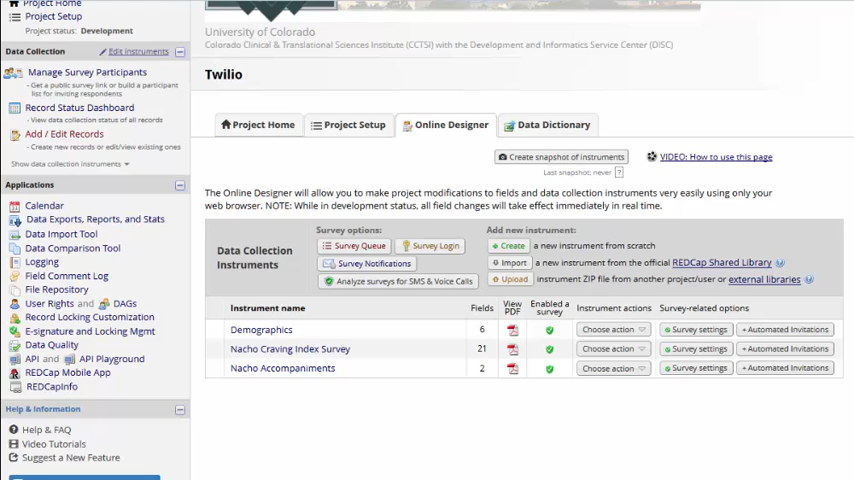 Project Home
Project Setup
Project status: Development
Data Collection
Edit instruments
Manage Survey Participants
- Get a public survey link or build a participant
list for inviting respondents
Record Status Dashboard
- View data collection status of all records
Add / Edit Records
- Create new records or edit/view existing ones
Show data collection instruments
Applications
Calendar
Data Exports, Reports, and Stats
Data Import Tool
Data Comparison Tool
Logging
Field Comment Log
File Repository
User Rights and DAGs
Record Locking Customization
E-signature and Locking Mgmt
Data Quality
API and API Playground
REDCap Mobile App
REDCapInfo
Help & Information
Help & FAQ
Video Tutorials
Suggest a New Feature
University of Colorado
Colorado Clinical & Translational Sciences Institute (CCTSI) with the Development and Informatics Service Center (DISC)
Twilio
Project Home
Project Setup
Online Designer
Data Dictionary
Create snapshot of instruments
VIDEO: How to use this page
Last snapshot: never ?
The Online Designer will allow you to make project modifications to fields and data collection instruments very easily using only your
web browser. NOTE: While in development status, all field changes will take effect immediately in real time.
Data Collection
Instruments
Survey options:
Survey Queue
Survey Login
Survey Notifications
Analyze surveys for SMS & Voice Calls
Add new instrument:
+ Create a new instrument from scratch
Import a new instrument from the official REDCap Shared Library
Upload instrument ZIP file from another project/user or external libraries
Instrument name Fields View PDF Enabled a survey Instrument actions Survey-related options
Demographics 6 Choose action Survey settings + Automated Invitations
Nacho Craving Index Survey 21 Choose action Survey settings + Automated Invitations
Nacho Accompaniments 2 Choose action Survey settings + Automated Invitations